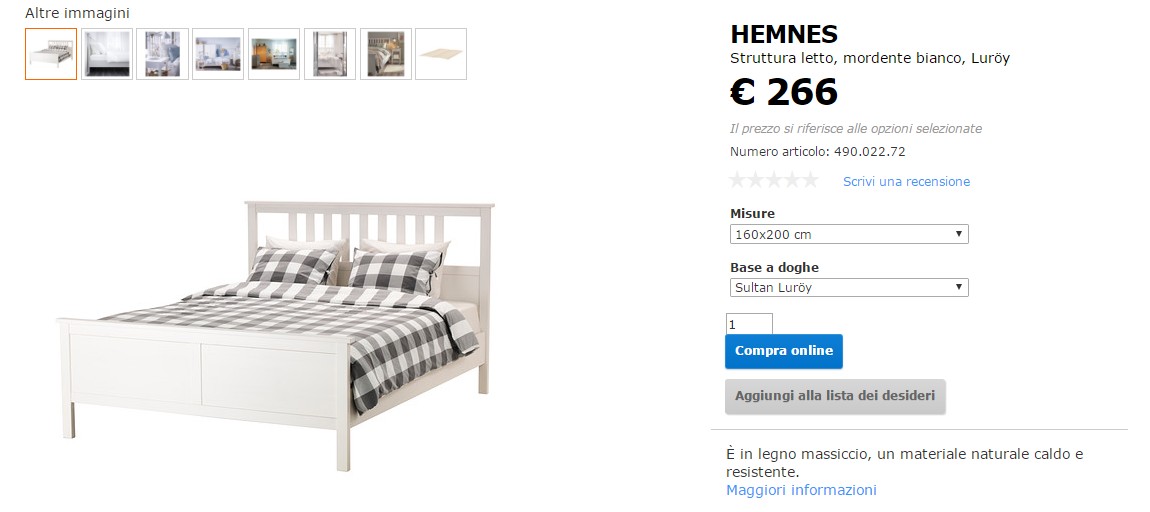 Altre immagini
HEMNES
Struttura letto, mordente bianco, Luröy
€ 266
Il prezzo si riferisce alle opzioni selezionate
Numero articolo: 490.022.72
Scrivi una recensione
Misure
160x200 cm
Base a doghe
Sultan Luröy
1
Compra online
Aggiungi alla lista dei desideri
È in legno massiccio, un materiale naturale caldo e
resistente.
Maggiori informazioni